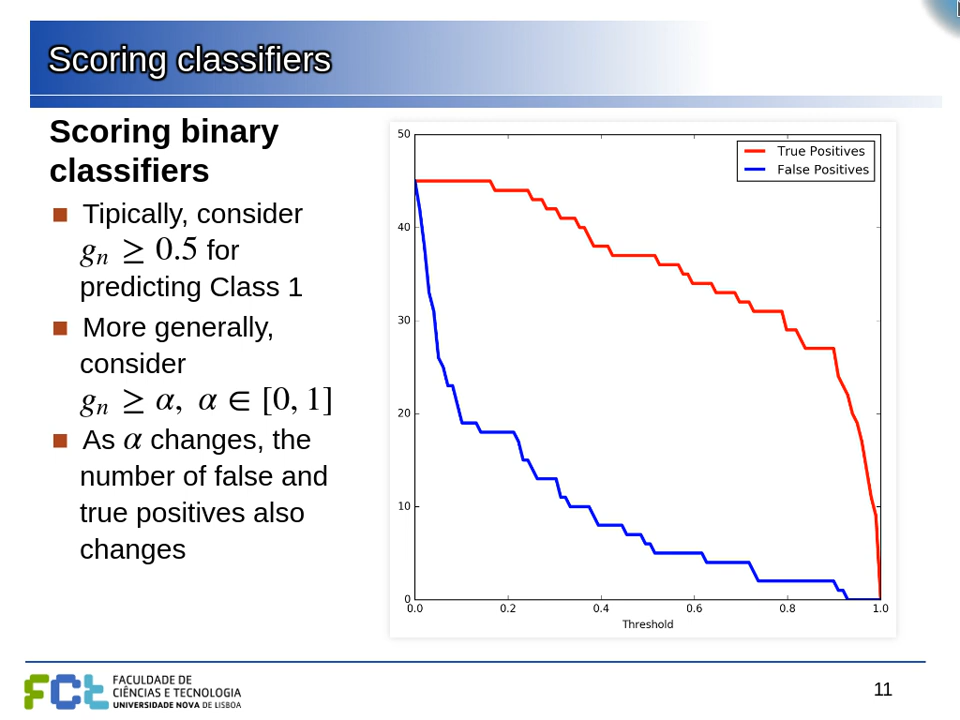 Scoring classifiers
Scoring binary
classifiers
Tipically, consider
gₙ ≥ 0.5 for
predicting Class 1
More generally,
consider
gₙ ≥ α, α ∈ [0, 1]
As α changes, the
number of false and
true positives also
changes
50
40
30
20
10
0
True Positives
False Positives
0.0 0.2 0.4 0.6 0.8 1.0
Threshold
FCt
FACULDADE DE
CIÊNCIAS E TECNOLOGIA
UNIVERSIDADE NOVA DE LISBOA
11